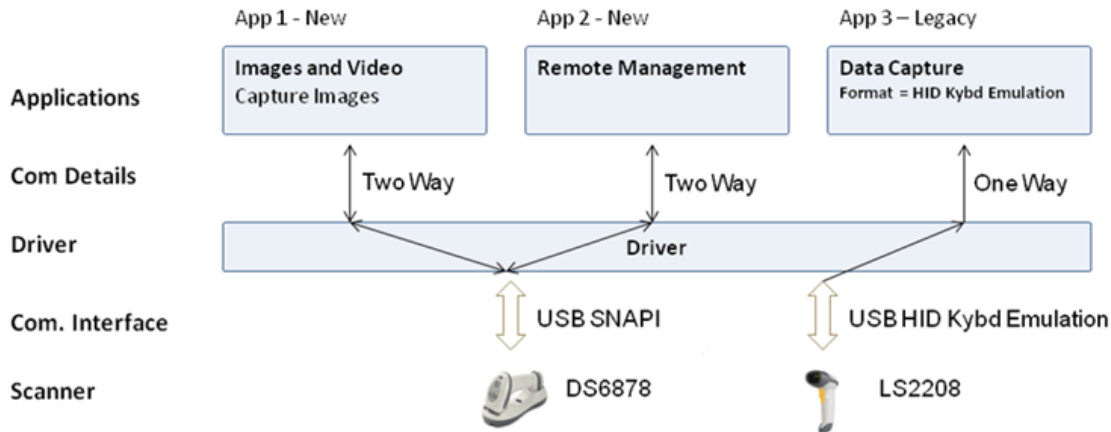 App 1 - New
App 2 - New
App 3 – Legacy
Applications
Images and Video
Capture Images
Remote Management
Data Capture
Format = HID Kybd Emulation
Com Details
Two Way
Two Way
One Way
Driver
Driver
Com. Interface
USB SNAPI
USB HID Kybd Emulation
Scanner
DS6878
LS2208